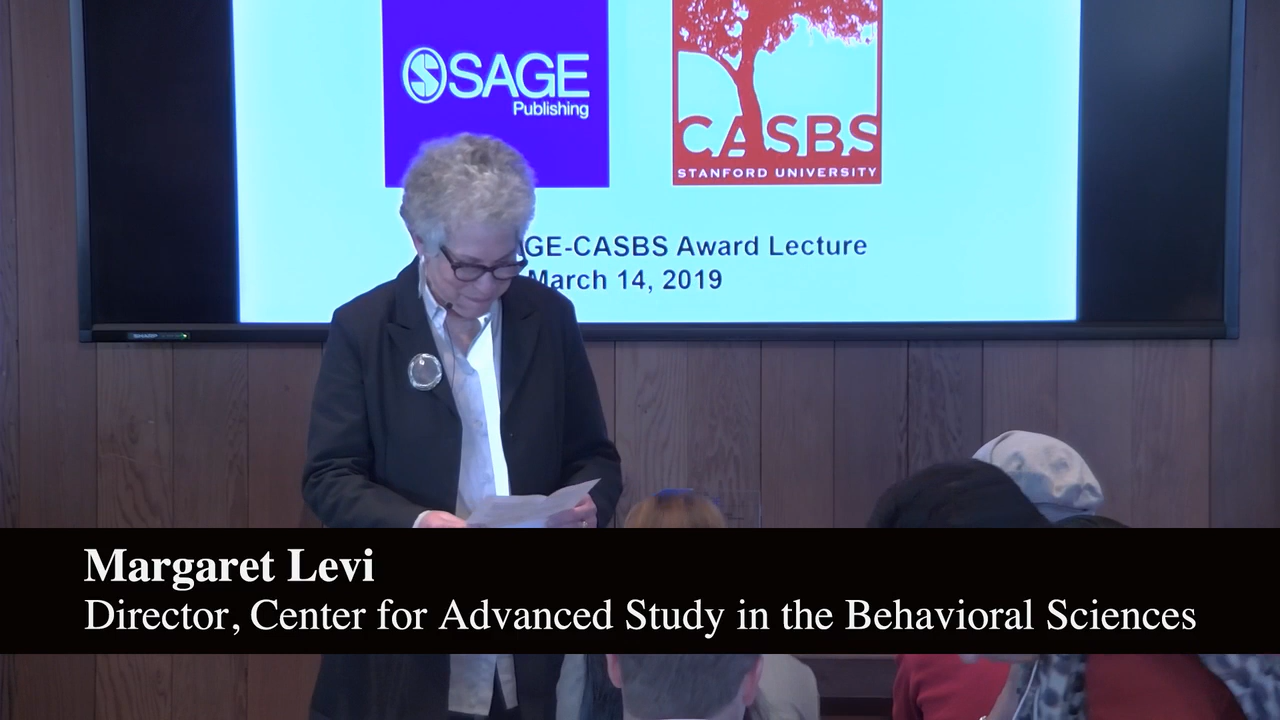 SAGE
Publishing
CASBS
STANFORD UNIVERSITY
GE-CASBS Award Lecture
March 14, 2019
SHARP
Margaret Levi
Director, Center for Advanced Study in the Behavioral Sciences